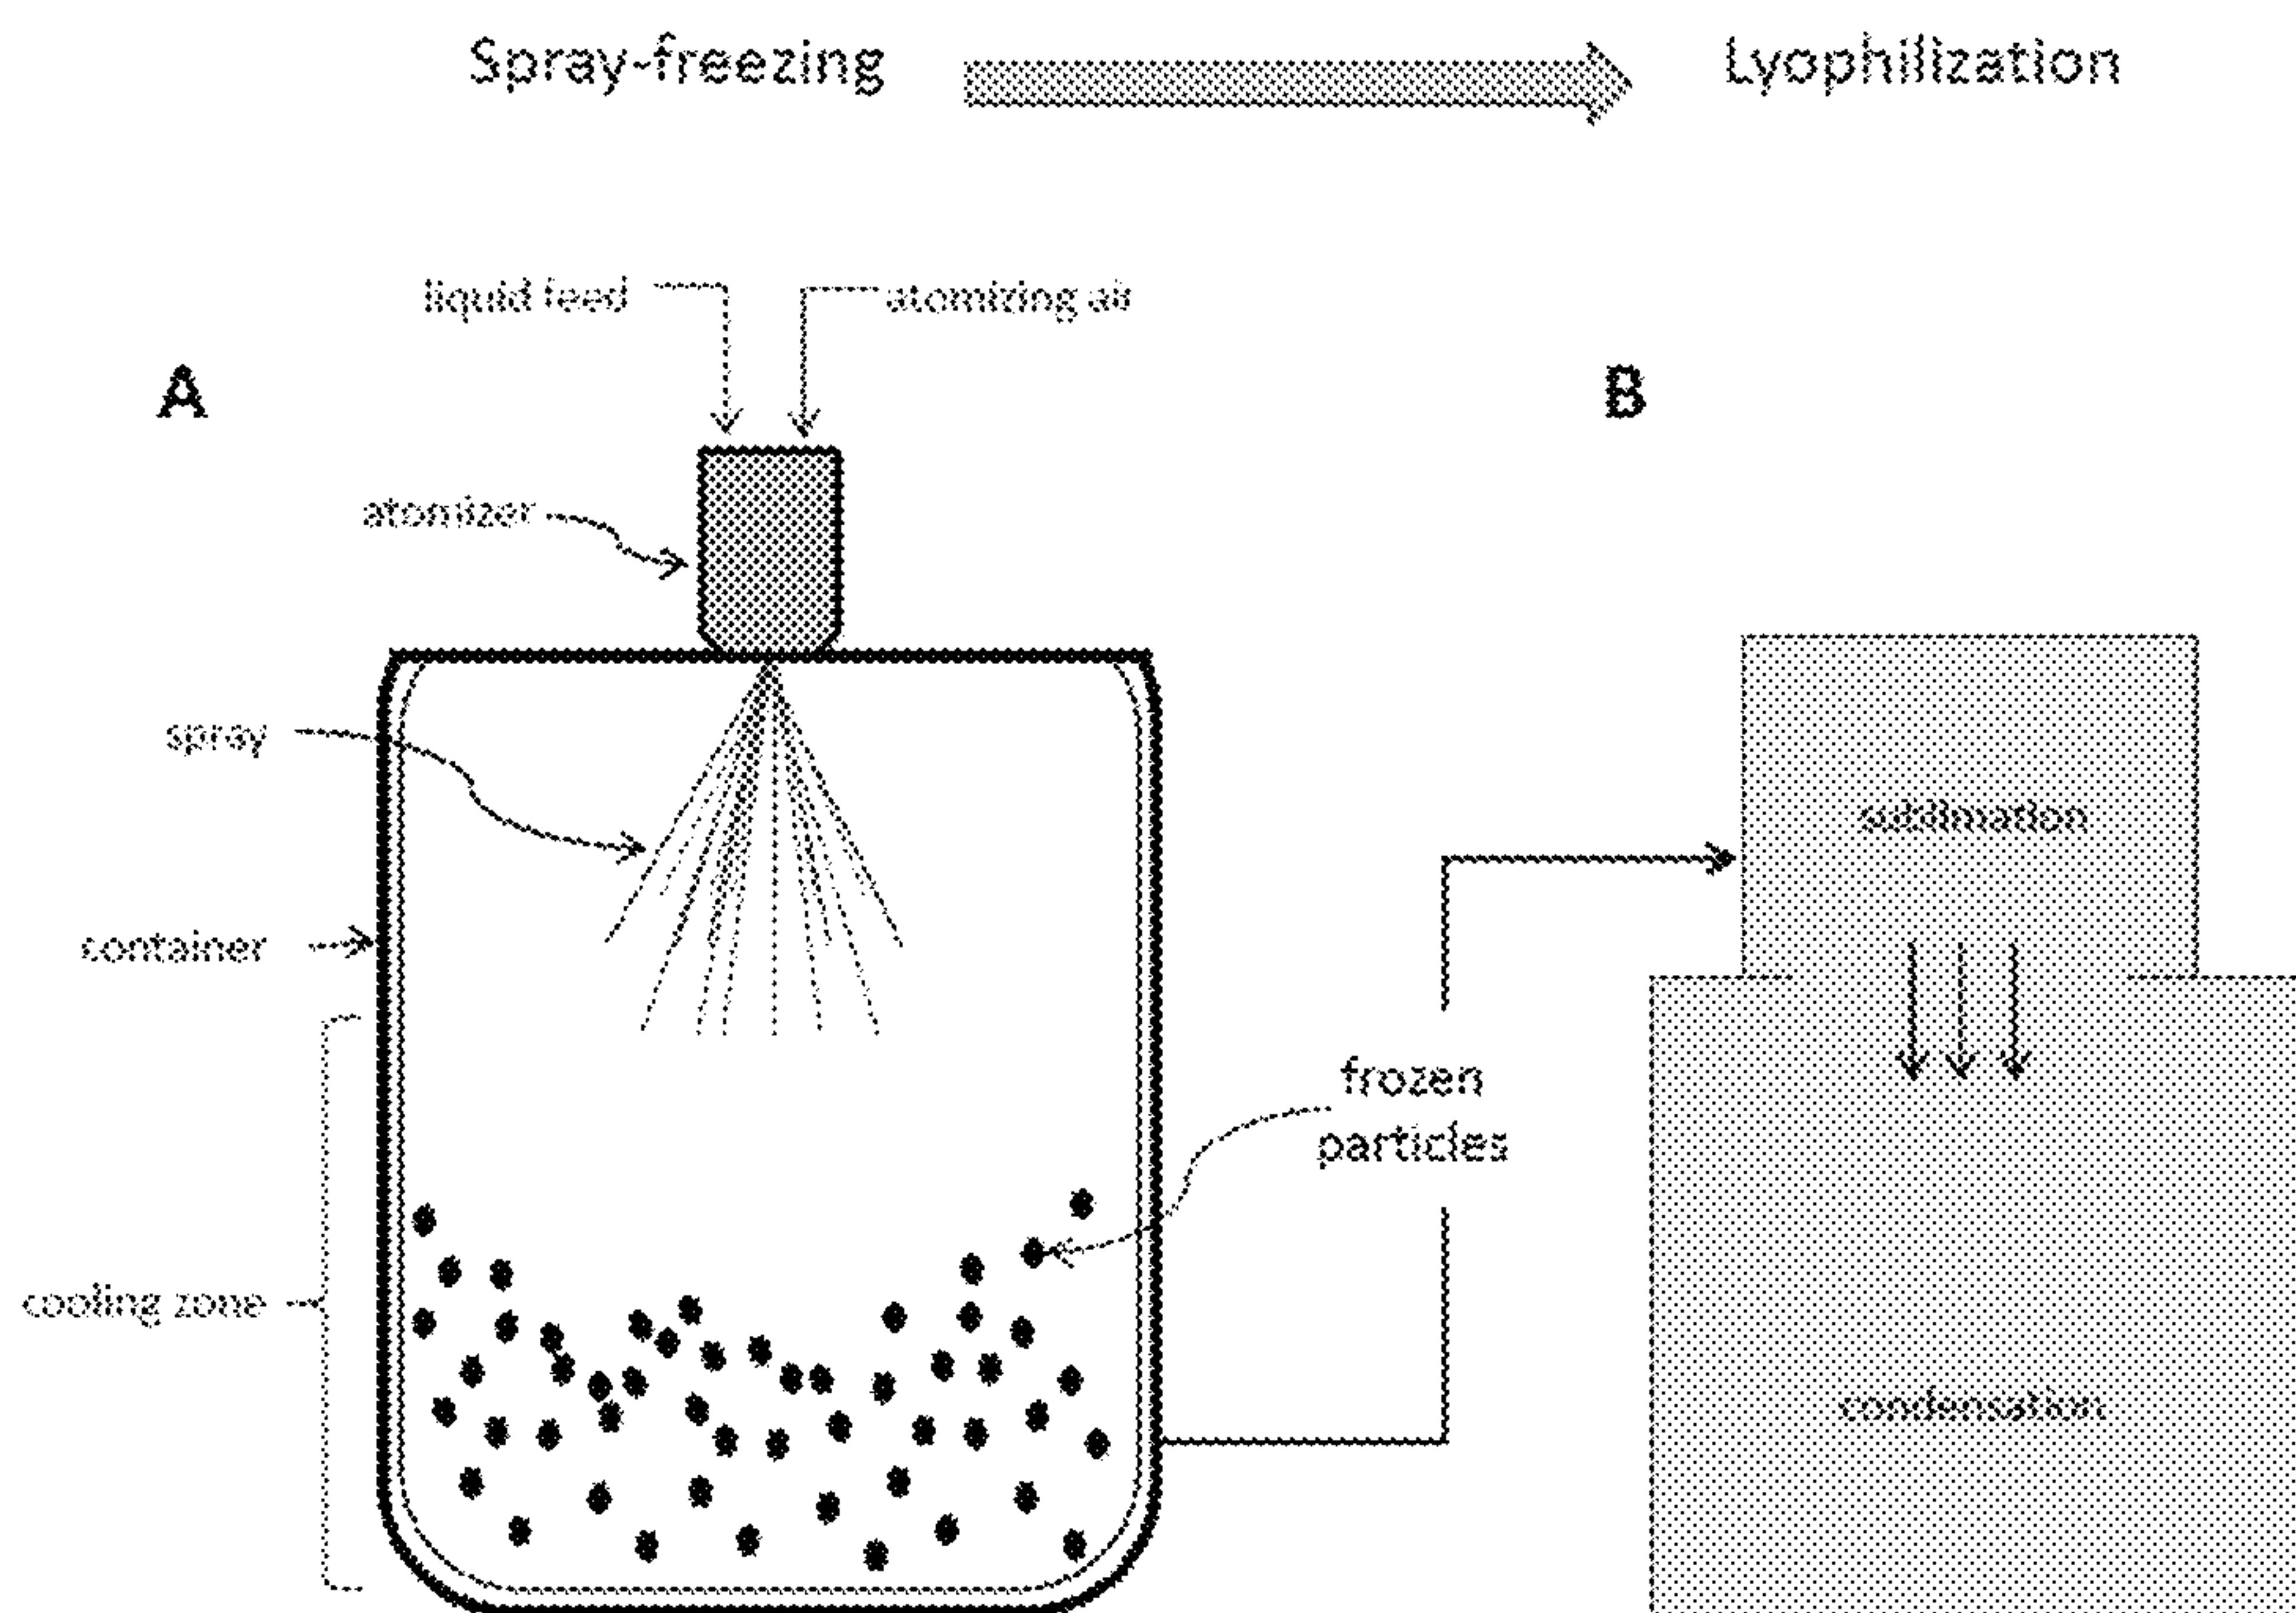 Spray-freezing
Lyophilization
liquid feed
atomizing air
A
B
atomizer
spray
sublimation
container
frozen
particles
cooling zone
condensation